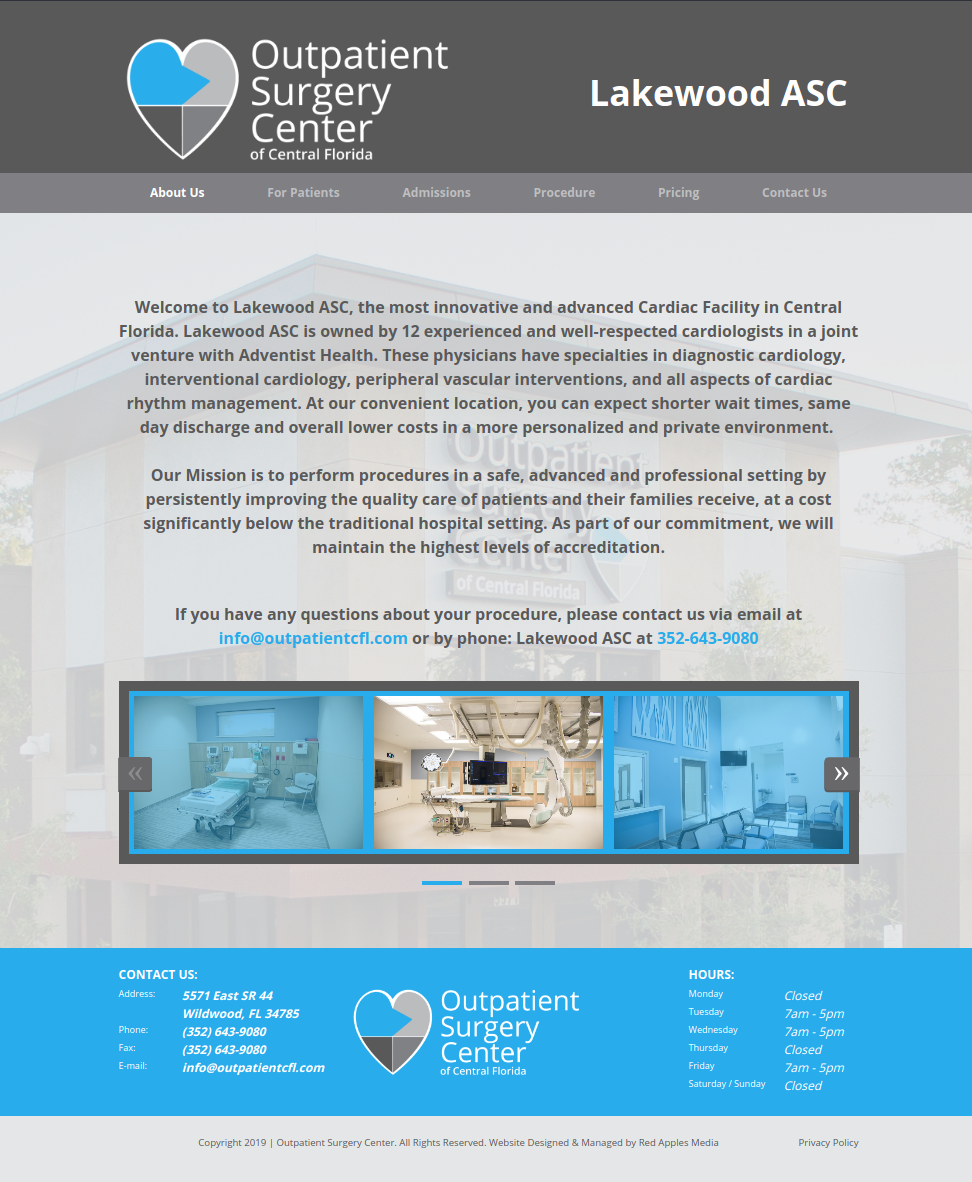 Outpatient
Surgery
Center
of Central Florida
Lakewood ASC
About Us
For Patients
Admissions
Procedure
Pricing
Contact Us
Welcome to Lakewood ASC, the most innovative and advanced Cardiac Facility in Central
Florida. Lakewood ASC is owned by 12 experienced and well-respected cardiologists in a joint
venture with Adventist Health. These physicians have specialties in diagnostic cardiology,
interventional cardiology, peripheral vascular interventions, and all aspects of cardiac
rhythm management. At our convenient location, you can expect shorter wait times, same
day discharge and overall lower costs in a more personalized and private environment.
Outpatient
Surgery
Center
of Central Florida
Our Mission is to perform procedures in a safe, advanced and professional setting by
persistently improving the quality care of patients and their families receive, at a cost
significantly below the traditional hospital setting. As part of our commitment, we will
maintain the highest levels of accreditation.
If you have any questions about your procedure, please contact us via email at
info@outpatientcfl.com or by phone: Lakewood ASC at 352-643-9080
«
»
CONTACT US:
Address: 5571 East SR 44
Wildwood, FL 34785
Phone: (352) 643-9080
Fax: (352) 643-9080
E-mail: info@outpatientcfl.com
Outpatient
Surgery
Center
of Central Florida
HOURS:
Monday Closed
Tuesday 7am - 5pm
Wednesday 7am - 5pm
Thursday Closed
Friday 7am - 5pm
Saturday / Sunday Closed
Copyright 2019 | Outpatient Surgery Center. All Rights Reserved. Website Designed & Managed by Red Apples Media
Privacy Policy